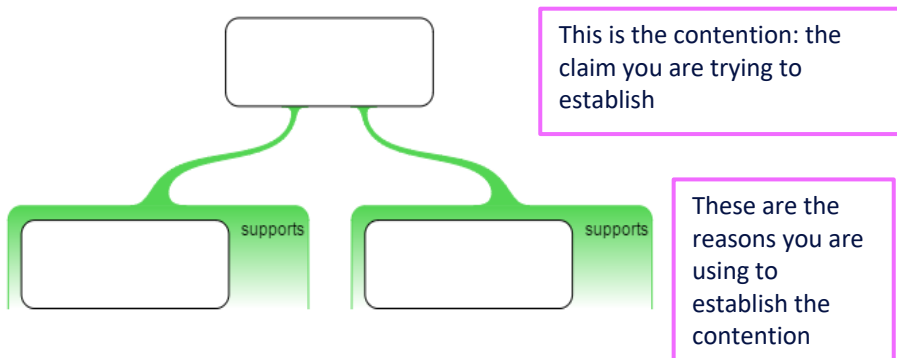 This is the contention: the
claim you are trying to
establish
supports
supports
These are the
reasons you are
using to
establish the
contention